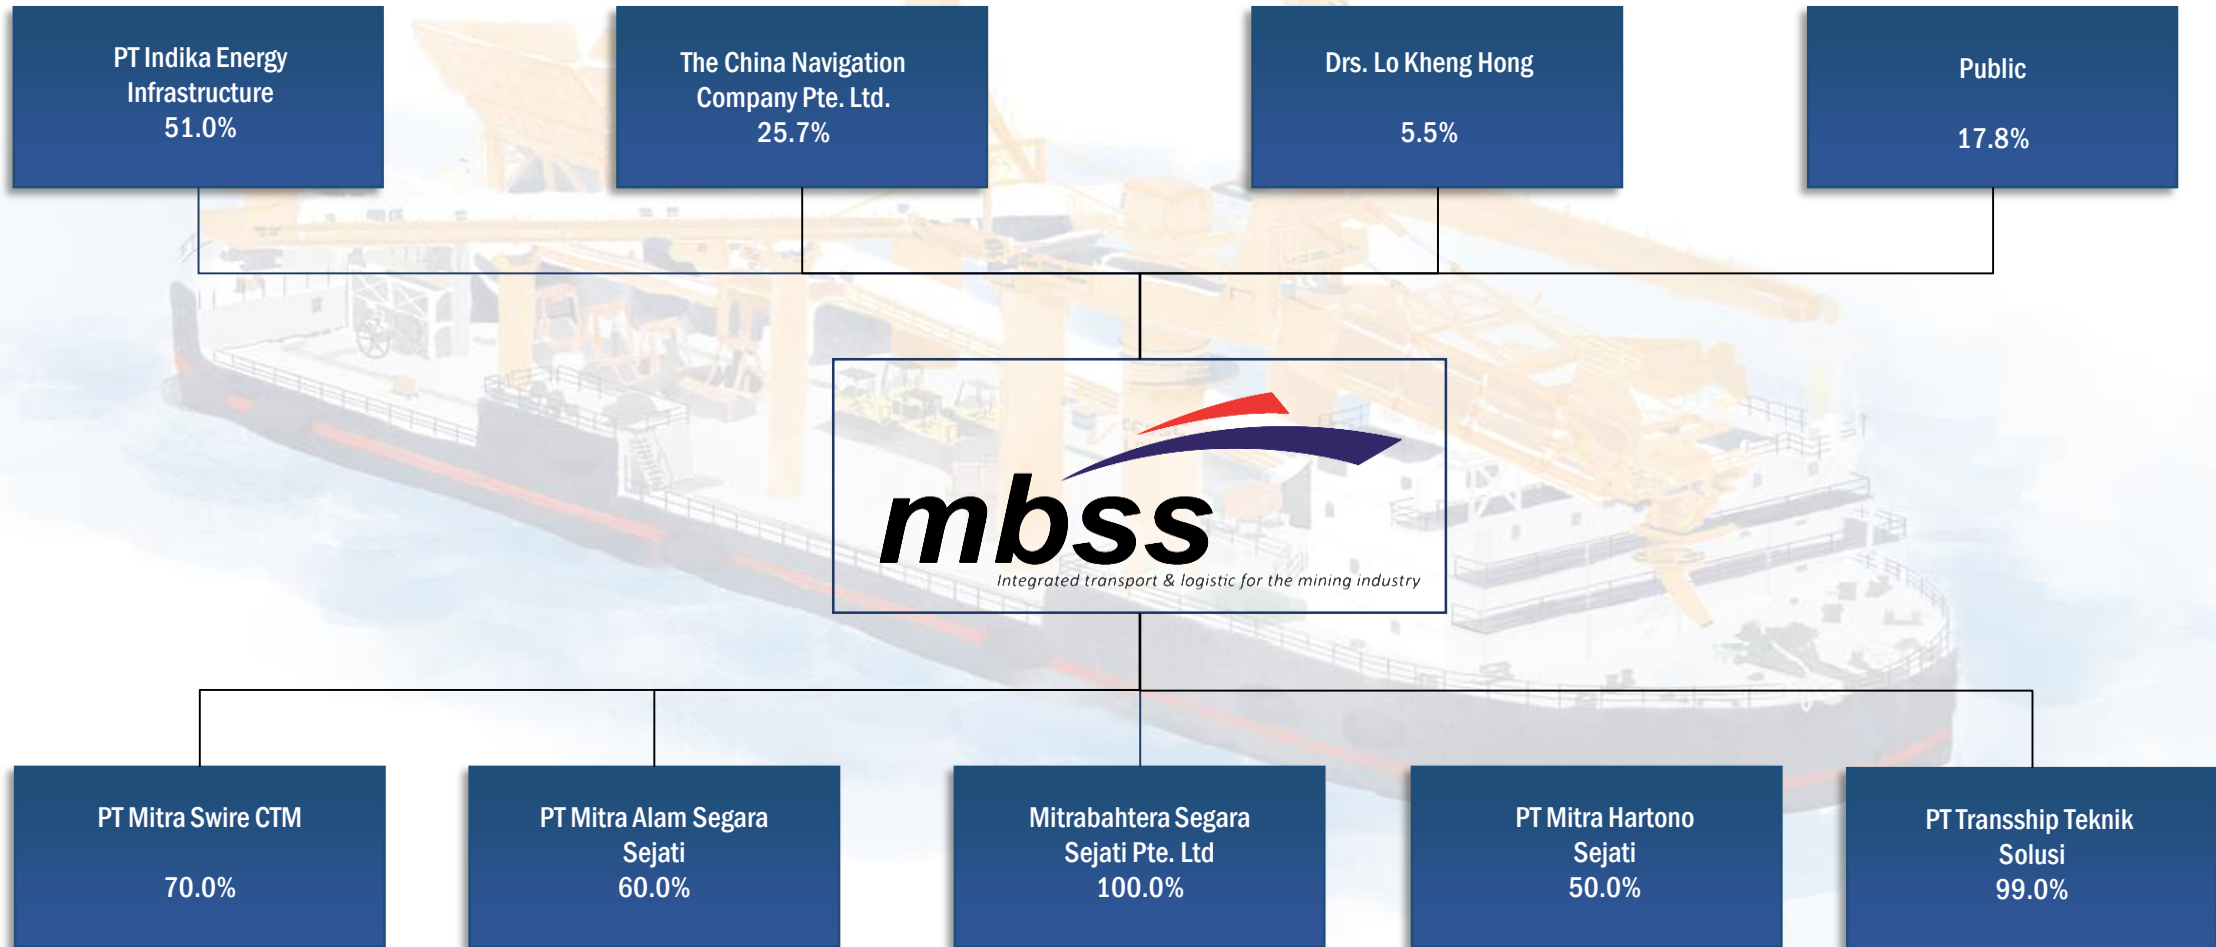 PT Indika Energy
Infrastructure
51.0%
The China Navigation
Company Pte. Ltd.
25.7%
Drs. Lo Kheng Hong
5.5%
Public
17.8%
mbss
Integrated transport & logistic for the mining industry
PT Mitra Swire CTM
70.0%
PT Mitra Alam Segara
Sejati
60.0%
Mitrabahtera Segara
Sejati Pte. Ltd
100.0%
PT Mitra Hartono
Sejati
50.0%
PT Transship Teknik
Solusi
99.0%